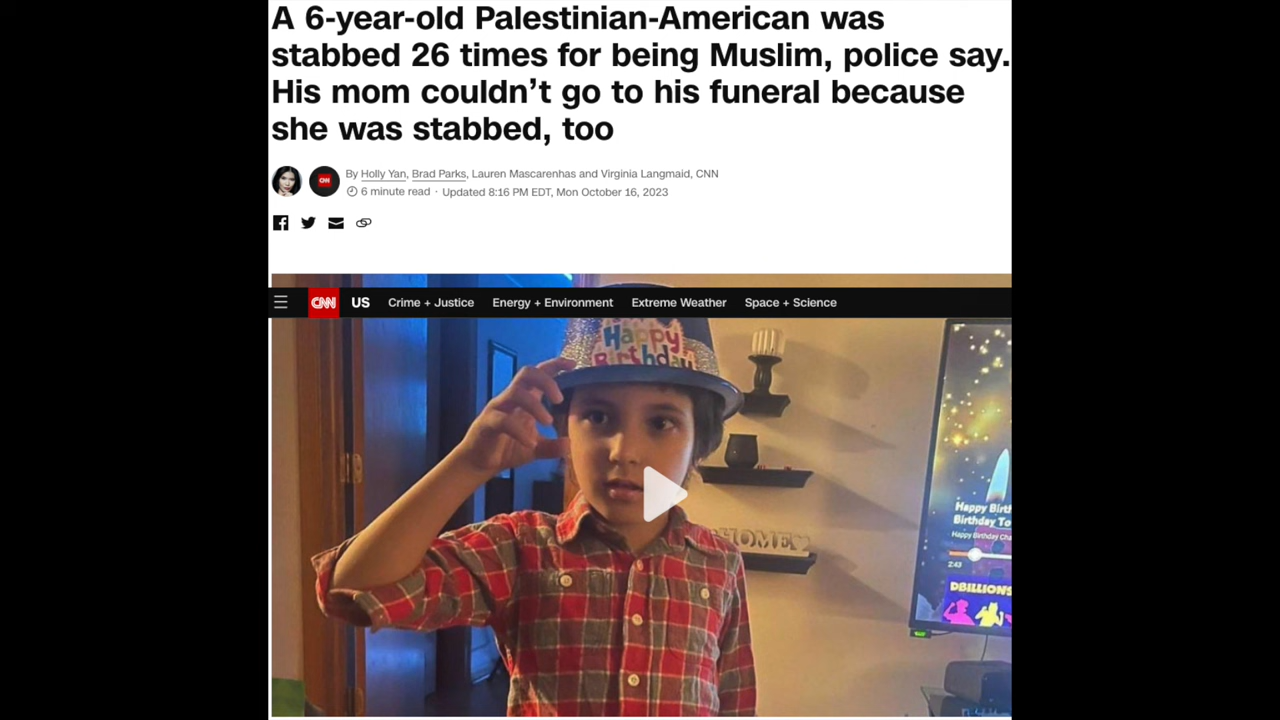 A 6-year-old Palestinian-American was
stabbed 26 times for being Muslim, police say.
His mom couldn’t go to his funeral because
she was stabbed, too
CNN
By Holly Yan, Brad Parks, Lauren Mascarenhas and Virginia Langmaid, CNN
6 minute read · Updated 8:16 PM EDT, Mon October 16, 2023
CNN US Crime + Justice Energy + Environment Extreme Weather Space + Science
Happy
Birthday
HOME
Happy Birth
Birthday To
Happy Birthday Cha
2:43
DBILLIONS